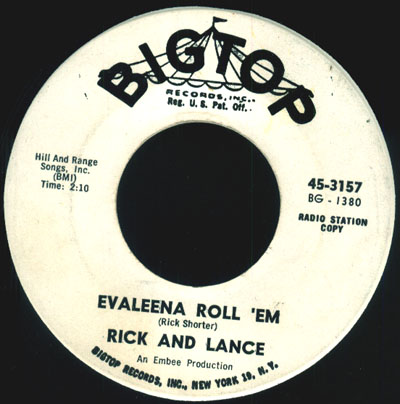 BIGTOP
RECORDS, INC.
Reg. U. S. Pat. Off.
Hill And Range
Songs, Inc.
(BMI)
Time: 2:10
45-3157
BG - 1380
RADIO STATION
COPY
EVALEENA ROLL 'EM
(Rick Shorter)
RICK AND LANCE
An Embee Production
BIGTOP RECORDS, INC., NEW YORK 19, N. Y.